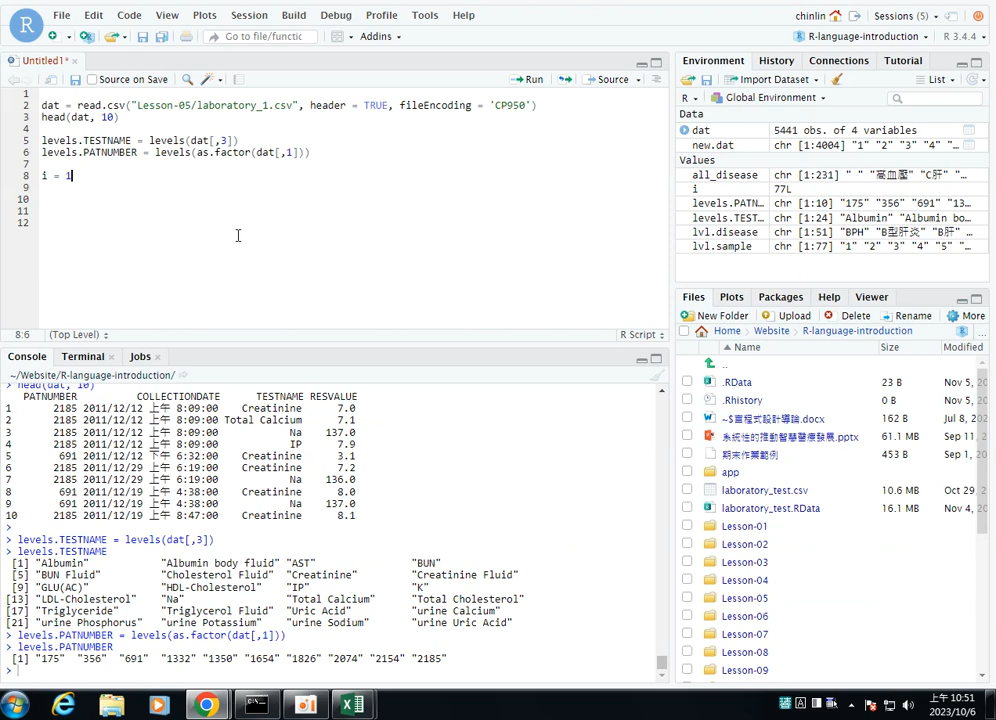 File Edit Code View Plots Session Build Debug Profile Tools Help
chinlin Sessions (5)
R Go to file/functic Addins R-language-introduction R 3.4.4
Untitled1* ×
Source on Save Run Source
1
2 dat = read.csv("Lesson-05/laboratory_1.csv", header = TRUE, fileEncoding = 'CP950')
3 head(dat, 10)
4
5 levels.TESTNAME = levels(dat[,3])
6 levels.PATNUMBER = levels(as.factor(dat[,1]))
7
8 i = 1
9
10
11
12
8:6 (Top Level) R Script
Console Terminal × Jobs ×
~/Website/R-language-introduction/
> head(dat, 10)
PATNUMBER COLLECTIONDATE TESTNAME RESVALUE
1 2185 2011/12/12 上午 8:09:00 Creatinine 7.0
2 2185 2011/12/12 上午 8:09:00 Total Calcium 7.1
3 2185 2011/12/12 上午 8:09:00 Na 137.0
4 2185 2011/12/12 上午 8:09:00 IP 7.9
5 691 2011/12/12 下午 6:32:00 Creatinine 3.1
6 2185 2011/12/29 上午 6:19:00 Creatinine 7.2
7 2185 2011/12/29 上午 6:19:00 Na 136.0
8 691 2011/12/19 上午 4:38:00 Creatinine 8.0
9 691 2011/12/19 上午 4:38:00 Na 137.0
10 2185 2011/12/19 上午 8:47:00 Creatinine 8.1
>
> levels.TESTNAME = levels(dat[,3])
> levels.TESTNAME
[1] "Albumin" "Albumin body fluid" "AST" "BUN"
[5] "BUN Fluid" "Cholesterol Fluid" "Creatinine" "Creatinine Fluid"
[9] "GLU(AC)" "HDL-Cholesterol" "IP" "K"
[13] "LDL-Cholesterol" "Na" "Total Calcium" "Total Cholesterol"
[17] "Triglyceride" "Triglycerol Fluid" "Uric Acid" "urine Calcium"
[21] "urine Phosphorus" "urine Potassium" "urine Sodium" "urine Uric Acid"
> levels.PATNUMBER = levels(as.factor(dat[,1]))
> levels.PATNUMBER
[1] "175" "356" "691" "1332" "1350" "1654" "1826" "2074" "2154" "2185"
>
Environment History Connections Tutorial
Import Dataset List
R Global Environment
Data
dat 5441 obs. of 4 variables
new.dat chr [1:4004] "1" "2" "3" "4" "…
Values
all_disease chr [1:231] " " "高血壓" "C肝" "…
i 77L
levels.PATN… chr [1:10] "175" "356" "691" "13…
levels.TEST… chr [1:24] "Albumin" "Albumin bo…
lvl.disease chr [1:51] "BPH" "B型肝炎" "B肝" …
lvl.sample chr [1:77] "1" "2" "3" "4" "5" "…
Files Plots Packages Help Viewer
New Folder Upload Delete Rename More
Home Website R-language-introduction ...
Name Size Modified
..
.RData 23 B Nov 5, 20
.Rhistory 0 B Nov 5, 20
162 B Jul 8, 202
系統性的推動智慧醫療發展.pptx 61.1 MB Sep 11, 2
期末作業範例 453 B Sep 1, 20
app
laboratory_test.csv 10.6 MB Oct 29, 2
laboratory_test.RData 16.1 MB Nov 4, 20
Lesson-01
Lesson-02
Lesson-03
Lesson-04
Lesson-05
Lesson-06
Lesson-07
Lesson-08
Lesson-09
上午 10:51
2023/10/6